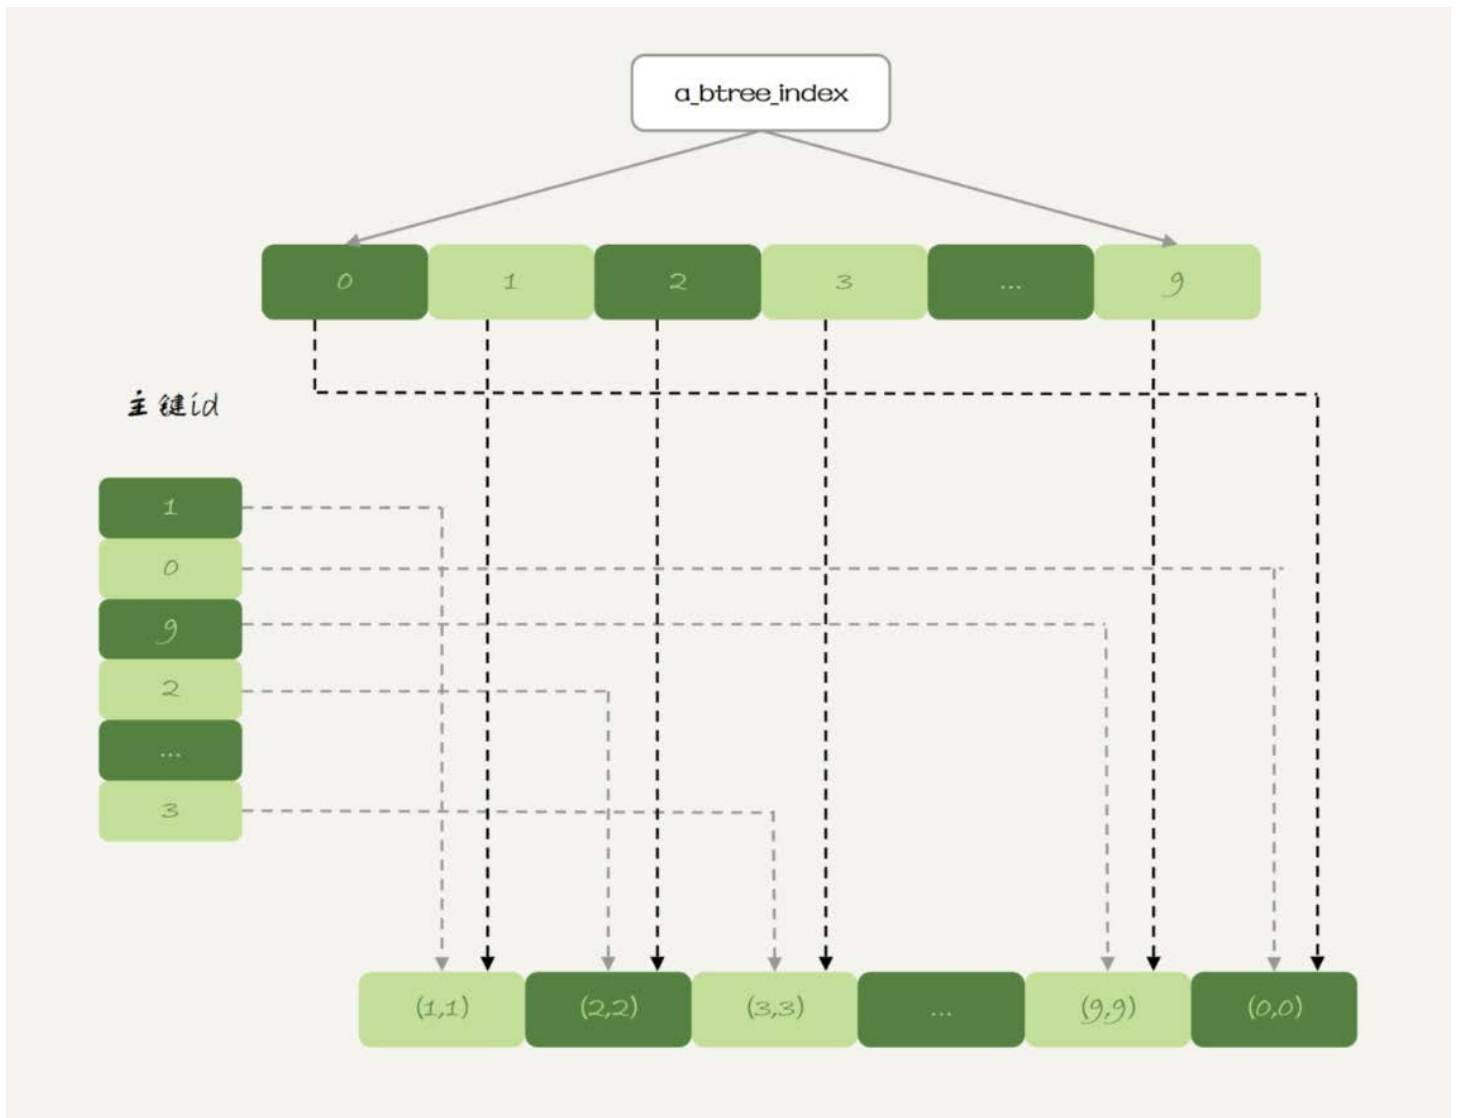 a_btree_index
0 1 2 3 ... 9
主键id
1
0
9
2
...
3
(1,1) (2,2) (3,3) ... (9,9) (0,0)